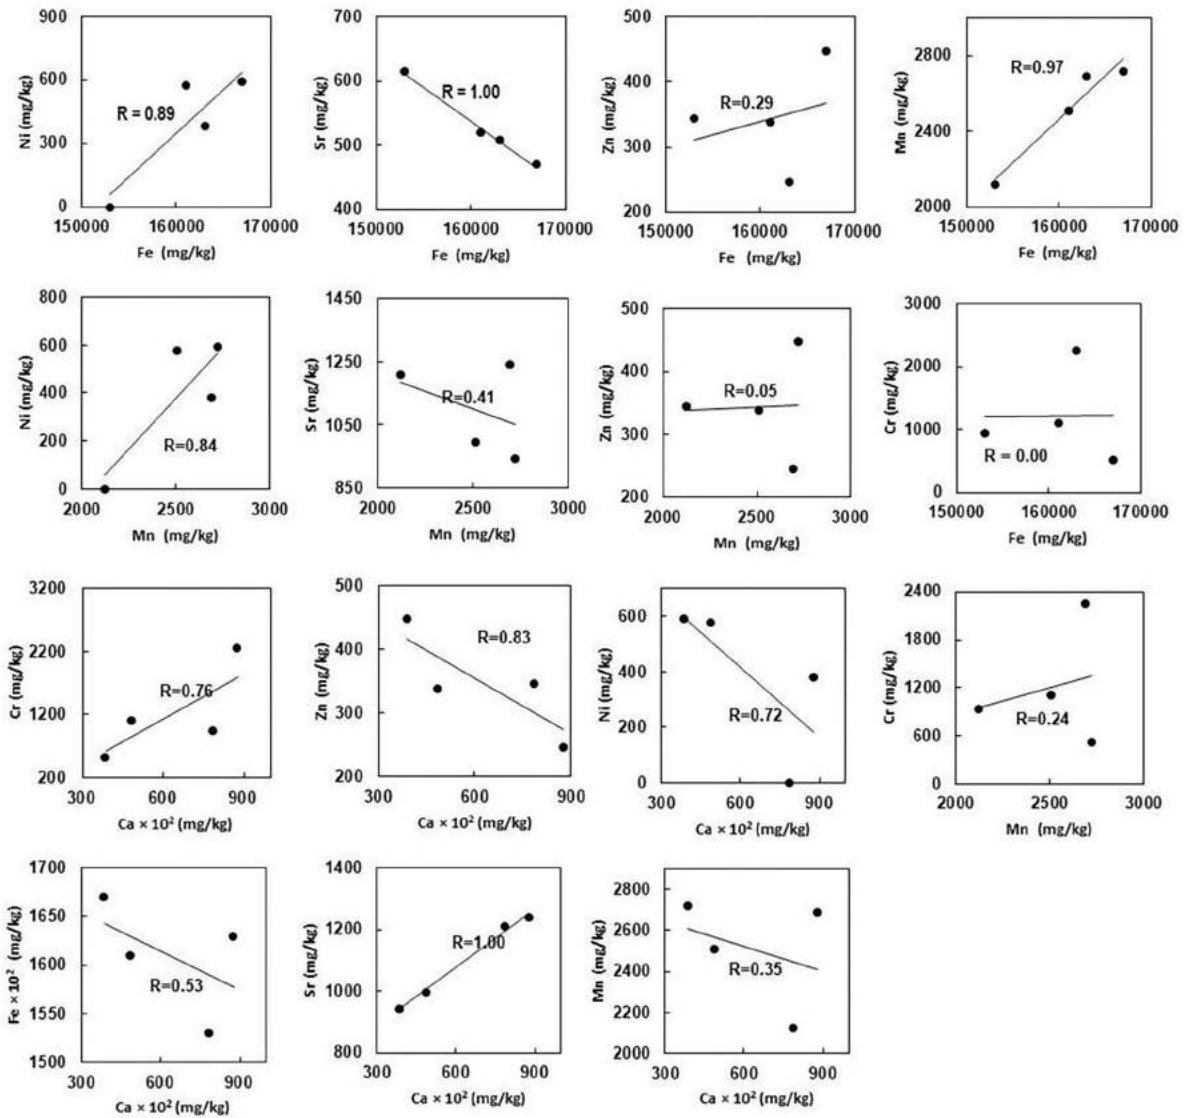 900
600
300
0
Ni (mg/kg)
R = 0.89
150000 160000 170000
Fe (mg/kg)
700
600
500
400
Sr (mg/kg)
R = 1.00
150000 160000 170000
Fe (mg/kg)
500
400
300
200
Zn (mg/kg)
R=0.29
150000 160000 170000
Fe (mg/kg)
2800
2400
2000
Mn (mg/kg)
R=0.97
150000 160000 170000
Fe (mg/kg)
800
600
400
200
0
Ni (mg/kg)
R=0.84
2000 2500 3000
Mn (mg/kg)
1450
1250
1050
850
Sr (mg/kg)
R=0.41
2000 2500 3000
Mn (mg/kg)
500
400
300
200
Zn (mg/kg)
R=0.05
2000 2500 3000
Mn (mg/kg)
3000
2000
1000
0
Cr (mg/kg)
R = 0.00
150000 160000 170000
Fe (mg/kg)
3200
2200
1200
200
Cr (mg/kg)
R=0.76
300 600 900
Ca × 10² (mg/kg)
500
400
300
200
Zn (mg/kg)
R=0.83
300 600 900
Ca × 10² (mg/kg)
600
400
200
0
Ni (mg/kg)
R=0.72
300 600 900
Ca × 10² (mg/kg)
2400
1800
1200
600
0
Cr (mg/kg)
R=0.24
2000 2500 3000
Mn (mg/kg)
1700
1650
1600
1550
1500
Fe × 10² (mg/kg)
R=0.53
300 600 900
Ca × 10² (mg/kg)
1400
1200
1000
800
Sr (mg/kg)
R=1.00
300 600 900
Ca × 10² (mg/kg)
2800
2600
2400
2200
2000
Mn (mg/kg)
R=0.35
300 600 900
Ca × 10² (mg/kg)